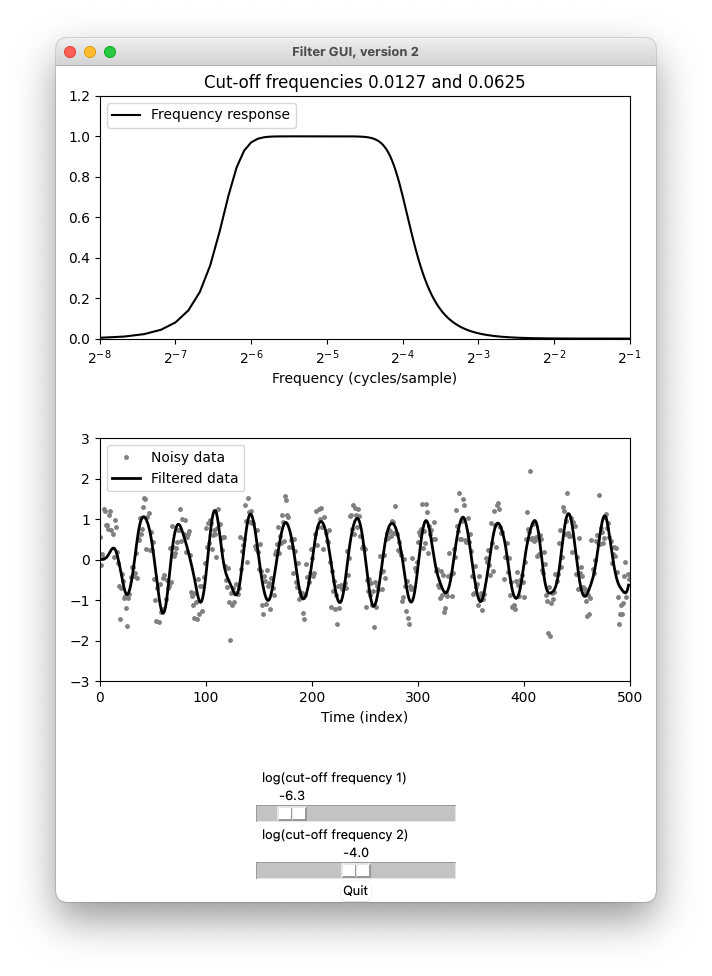 Filter GUI, version 2
Cut-off frequencies 0.0127 and 0.0625
1.2
Frequency response
1.0
0.8
0.6
0.4
0.2
0.0
2⁻⁸ 2⁻⁷ 2⁻⁶ 2⁻⁵ 2⁻⁴ 2⁻³ 2⁻² 2⁻¹
Frequency (cycles/sample)
3
Noisy data
2
Filtered data
1
0
−1
−2
−3
0 100 200 300 400 500
Time (index)
log(cut-off frequency 1)
-6.3
log(cut-off frequency 2)
-4.0
Quit